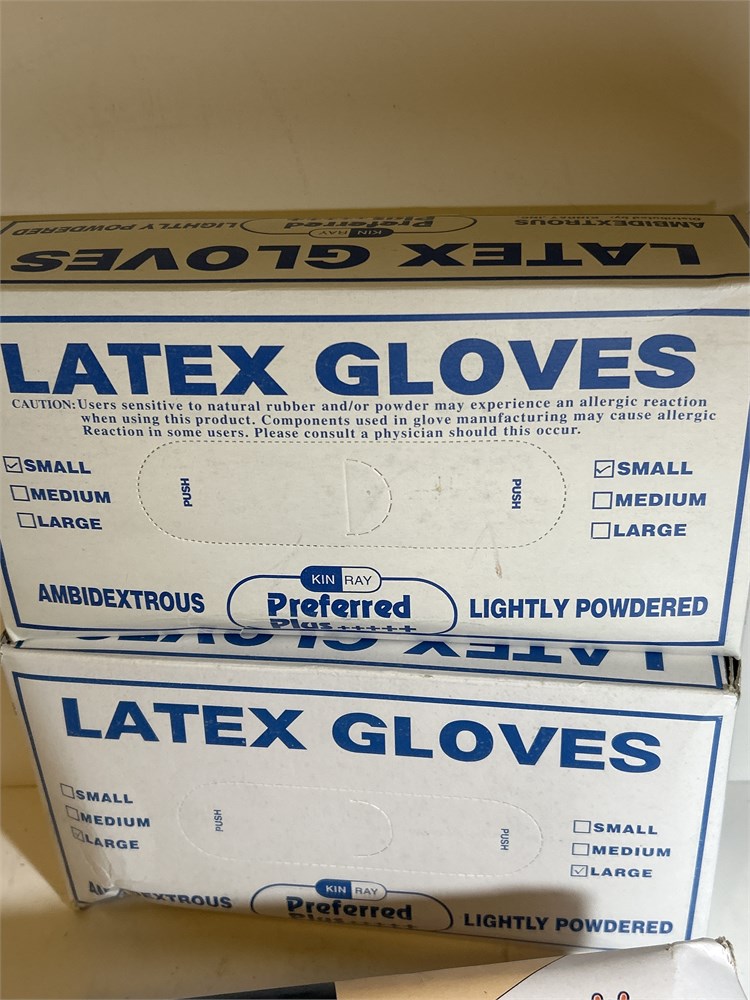 AMBIDEXTROUS
KIN RAY
Preferred
LIGHTLY POWDERED
LATEX GLOVES
LATEX GLOVES
CAUTION: Users sensitive to natural rubber and/or powder may experience an allergic reaction
when using this product. Components used in glove manufacturing may cause allergic
Reaction in some users. Please consult a physician should this occur.
SMALL
MEDIUM
LARGE
PUSH
PUSH
SMALL
MEDIUM
LARGE
AMBIDEXTROUS
KIN RAY
Preferred
Plus +++++
LIGHTLY POWDERED
LATEX GLOVES
LATEX GLOVES
SMALL
MEDIUM
LARGE
PUSH
PUSH
SMALL
MEDIUM
LARGE
AMBIDEXTROUS
KIN RAY
Preferred
Plus +++++
LIGHTLY POWDERED